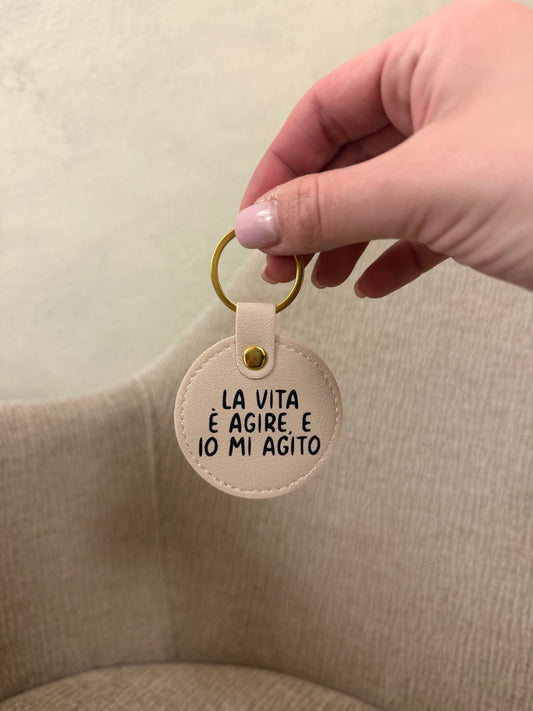 LA VITA
È AGIRE, E
IO MI AGITO